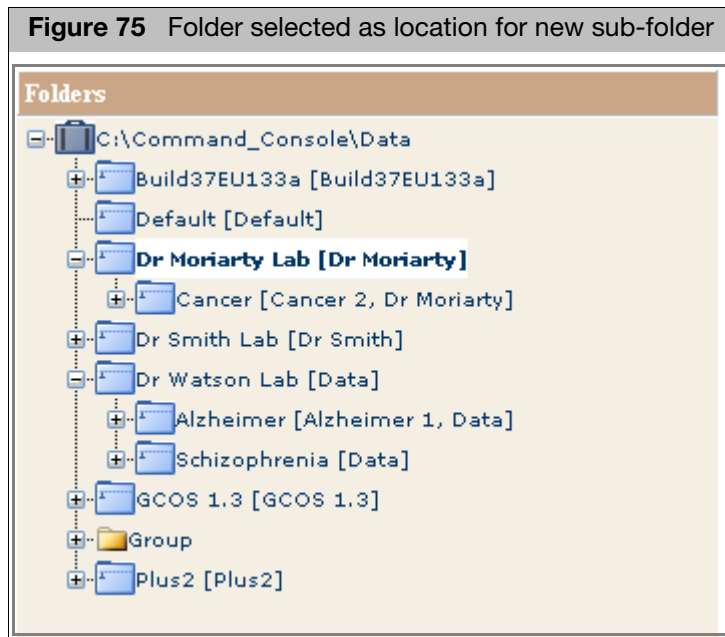 Figure 75 Folder selected as location for new sub-folder
Folders
C:\Command_Console\Data
Build37EU133a [Build37EU133a]
Default [Default]
Dr Moriarty Lab [Dr Moriarty]
Cancer [Cancer 2, Dr Moriarty]
Dr Smith Lab [Dr Smith]
Dr Watson Lab [Data]
Alzheimer [Alzheimer 1, Data]
Schizophrenia [Data]
GCOS 1.3 [GCOS 1.3]
Group
Plus2 [Plus2]